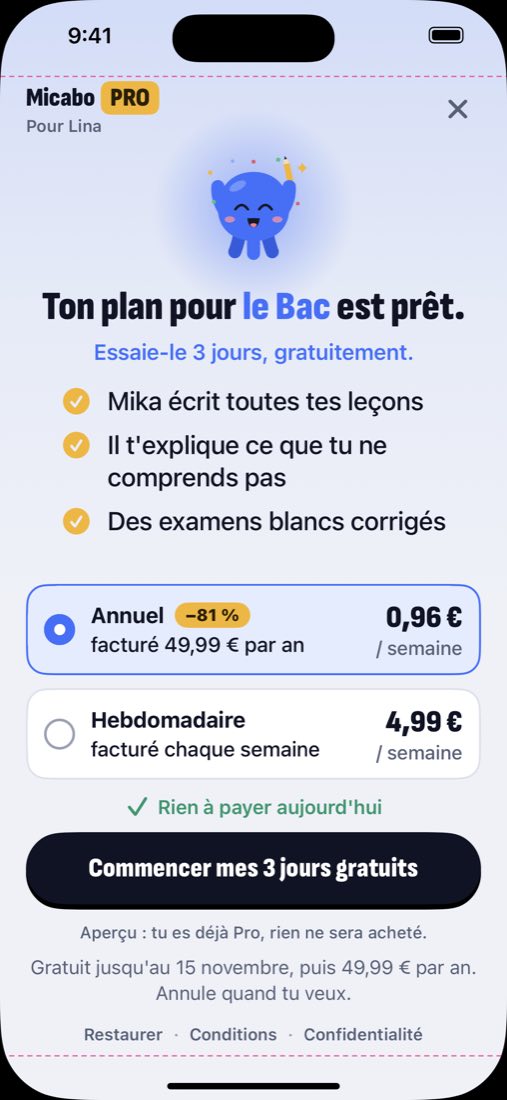 9:41
Micabo PRO
Pour Lina
Ton plan pour le Bac est prêt.
Essaie-le 3 jours, gratuitement.
Mika écrit toutes tes leçons
Il t'explique ce que tu ne
comprends pas
Des examens blancs corrigés
Annuel −81 %
facturé 49,99 € par an
0,96 €
/ semaine
Hebdomadaire
facturé chaque semaine
4,99 €
/ semaine
Rien à payer aujourd'hui
Commencer mes 3 jours gratuits
Aperçu : tu es déjà Pro, rien ne sera acheté.
Gratuit jusqu'au 15 novembre, puis 49,99 € par an.
Annule quand tu veux.
Restaurer · Conditions · Confidentialité